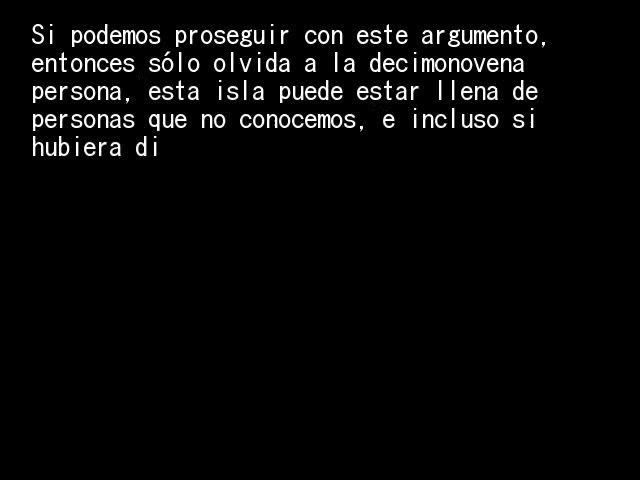 Si podemos proseguir con este argumento,
entonces sólo olvida a la decimonovena
persona, esta isla puede estar llena de
personas que no conocemos, e incluso si
hubiera di